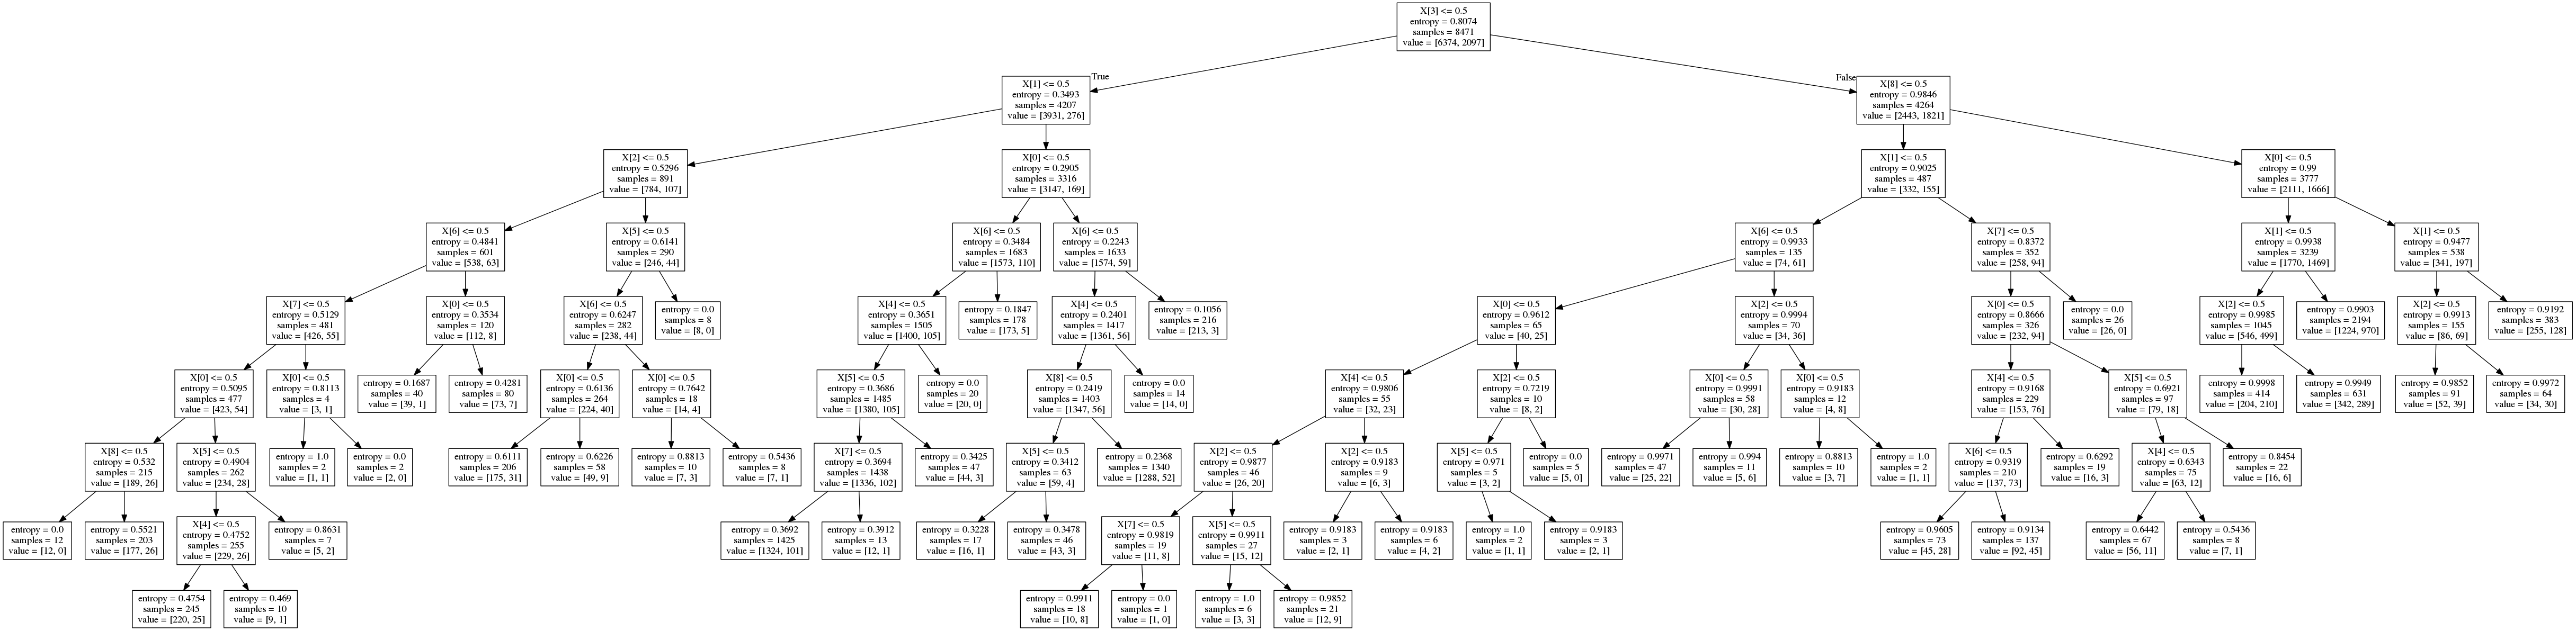 X[3] <= 0.5
entropy = 0.8074
samples = 8471
value = [6374, 2097]
True
False
X[1] <= 0.5
entropy = 0.3493
samples = 4207
value = [3931, 276]
X[8] <= 0.5
entropy = 0.9846
samples = 4264
value = [2443, 1821]
X[2] <= 0.5
entropy = 0.5296
samples = 891
value = [784, 107]
X[0] <= 0.5
entropy = 0.2905
samples = 3316
value = [3147, 169]
X[1] <= 0.5
entropy = 0.9025
samples = 487
value = [332, 155]
X[0] <= 0.5
entropy = 0.99
samples = 3777
value = [2111, 1666]
X[6] <= 0.5
entropy = 0.4841
samples = 601
value = [538, 63]
X[5] <= 0.5
entropy = 0.6141
samples = 290
value = [246, 44]
X[6] <= 0.5
entropy = 0.3484
samples = 1683
value = [1573, 110]
X[6] <= 0.5
entropy = 0.2243
samples = 1633
value = [1574, 59]
X[6] <= 0.5
entropy = 0.9933
samples = 135
value = [74, 61]
X[7] <= 0.5
entropy = 0.8372
samples = 352
value = [258, 94]
X[1] <= 0.5
entropy = 0.9938
samples = 3239
value = [1770, 1469]
X[1] <= 0.5
entropy = 0.9477
samples = 538
value = [341, 197]
X[7] <= 0.5
entropy = 0.5129
samples = 481
value = [426, 55]
X[0] <= 0.5
entropy = 0.3534
samples = 120
value = [112, 8]
X[6] <= 0.5
entropy = 0.6247
samples = 282
value = [238, 44]
entropy = 0.0
samples = 8
value = [8, 0]
X[4] <= 0.5
entropy = 0.3651
samples = 1505
value = [1400, 105]
entropy = 0.1847
samples = 178
value = [173, 5]
X[4] <= 0.5
entropy = 0.2401
samples = 1417
value = [1361, 56]
entropy = 0.1056
samples = 216
value = [213, 3]
X[0] <= 0.5
entropy = 0.9612
samples = 65
value = [40, 25]
X[2] <= 0.5
entropy = 0.9994
samples = 70
value = [34, 36]
X[0] <= 0.5
entropy = 0.8666
samples = 326
value = [232, 94]
entropy = 0.0
samples = 26
value = [26, 0]
X[2] <= 0.5
entropy = 0.9985
samples = 1045
value = [546, 499]
entropy = 0.9903
samples = 2194
value = [1224, 970]
X[2] <= 0.5
entropy = 0.9913
samples = 155
value = [86, 69]
entropy = 0.9192
samples = 383
value = [255, 128]
X[0] <= 0.5
entropy = 0.5095
samples = 477
value = [423, 54]
X[0] <= 0.5
entropy = 0.8113
samples = 4
value = [3, 1]
entropy = 0.1687
samples = 40
value = [39, 1]
entropy = 0.4281
samples = 80
value = [73, 7]
X[0] <= 0.5
entropy = 0.6136
samples = 264
value = [224, 40]
X[0] <= 0.5
entropy = 0.7642
samples = 18
value = [14, 4]
X[5] <= 0.5
entropy = 0.3686
samples = 1485
value = [1380, 105]
entropy = 0.0
samples = 20
value = [20, 0]
X[8] <= 0.5
entropy = 0.2419
samples = 1403
value = [1347, 56]
entropy = 0.0
samples = 14
value = [14, 0]
X[4] <= 0.5
entropy = 0.9806
samples = 55
value = [32, 23]
X[2] <= 0.5
entropy = 0.7219
samples = 10
value = [8, 2]
X[0] <= 0.5
entropy = 0.9991
samples = 58
value = [30, 28]
X[0] <= 0.5
entropy = 0.9183
samples = 12
value = [4, 8]
X[4] <= 0.5
entropy = 0.9168
samples = 229
value = [153, 76]
X[5] <= 0.5
entropy = 0.6921
samples = 97
value = [79, 18]
entropy = 0.9998
samples = 414
value = [204, 210]
entropy = 0.9949
samples = 631
value = [342, 289]
entropy = 0.9852
samples = 91
value = [52, 39]
entropy = 0.9972
samples = 64
value = [34, 30]
X[8] <= 0.5
entropy = 0.532
samples = 215
value = [189, 26]
X[5] <= 0.5
entropy = 0.4904
samples = 262
value = [234, 28]
entropy = 1.0
samples = 2
value = [1, 1]
entropy = 0.0
samples = 2
value = [2, 0]
entropy = 0.6111
samples = 206
value = [175, 31]
entropy = 0.6226
samples = 58
value = [49, 9]
entropy = 0.8813
samples = 10
value = [7, 3]
entropy = 0.5436
samples = 8
value = [7, 1]
X[7] <= 0.5
entropy = 0.3694
samples = 1438
value = [1336, 102]
entropy = 0.3425
samples = 47
value = [44, 3]
X[5] <= 0.5
entropy = 0.3412
samples = 63
value = [59, 4]
entropy = 0.2368
samples = 1340
value = [1288, 52]
X[2] <= 0.5
entropy = 0.9877
samples = 46
value = [26, 20]
X[2] <= 0.5
entropy = 0.9183
samples = 9
value = [6, 3]
X[5] <= 0.5
entropy = 0.971
samples = 5
value = [3, 2]
entropy = 0.0
samples = 5
value = [5, 0]
entropy = 0.9971
samples = 47
value = [25, 22]
entropy = 0.994
samples = 11
value = [5, 6]
entropy = 0.8813
samples = 10
value = [3, 7]
entropy = 1.0
samples = 2
value = [1, 1]
X[6] <= 0.5
entropy = 0.9319
samples = 210
value = [137, 73]
entropy = 0.6292
samples = 19
value = [16, 3]
X[4] <= 0.5
entropy = 0.6343
samples = 75
value = [63, 12]
entropy = 0.8454
samples = 22
value = [16, 6]
entropy = 0.0
samples = 12
value = [12, 0]
entropy = 0.5521
samples = 203
value = [177, 26]
X[4] <= 0.5
entropy = 0.4752
samples = 255
value = [229, 26]
entropy = 0.8631
samples = 7
value = [5, 2]
entropy = 0.3692
samples = 1425
value = [1324, 101]
entropy = 0.3912
samples = 13
value = [12, 1]
entropy = 0.3228
samples = 17
value = [16, 1]
entropy = 0.3478
samples = 46
value = [43, 3]
X[7] <= 0.5
entropy = 0.9819
samples = 19
value = [11, 8]
X[5] <= 0.5
entropy = 0.9911
samples = 27
value = [15, 12]
entropy = 0.9183
samples = 3
value = [2, 1]
entropy = 0.9183
samples = 6
value = [4, 2]
entropy = 1.0
samples = 2
value = [1, 1]
entropy = 0.9183
samples = 3
value = [2, 1]
entropy = 0.9605
samples = 73
value = [45, 28]
entropy = 0.9134
samples = 137
value = [92, 45]
entropy = 0.6442
samples = 67
value = [56, 11]
entropy = 0.5436
samples = 8
value = [7, 1]
entropy = 0.4754
samples = 245
value = [220, 25]
entropy = 0.469
samples = 10
value = [9, 1]
entropy = 0.9911
samples = 18
value = [10, 8]
entropy = 0.0
samples = 1
value = [1, 0]
entropy = 1.0
samples = 6
value = [3, 3]
entropy = 0.9852
samples = 21
value = [12, 9]